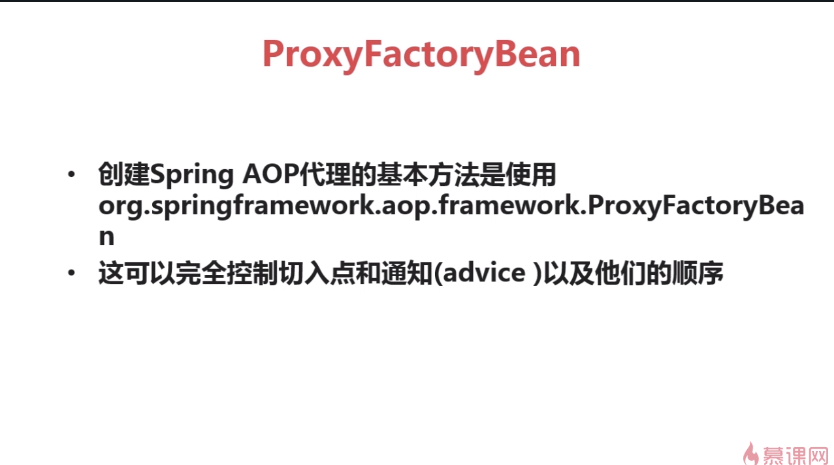 ProxyFactoryBean
• 创建Spring AOP代理的基本方法是使用
org.springframework.aop.framework.ProxyFactoryBea
n
• 这可以完全控制切入点和通知(advice )以及他们的顺序
慕课网